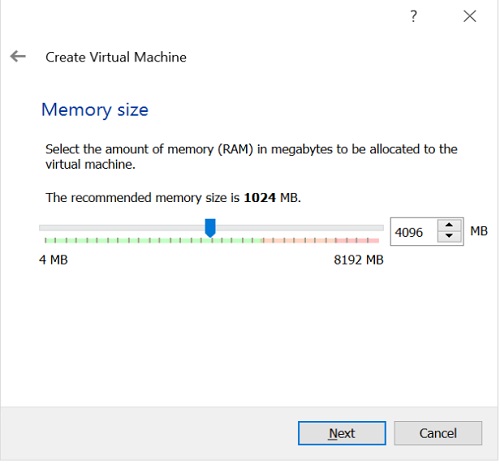 ?
Create Virtual Machine
Memory size
Select the amount of memory (RAM) in megabytes to be allocated to the
virtual machine.
The recommended memory size is 1024 MB.
4096 MB
4 MB 8192 MB
Next Cancel